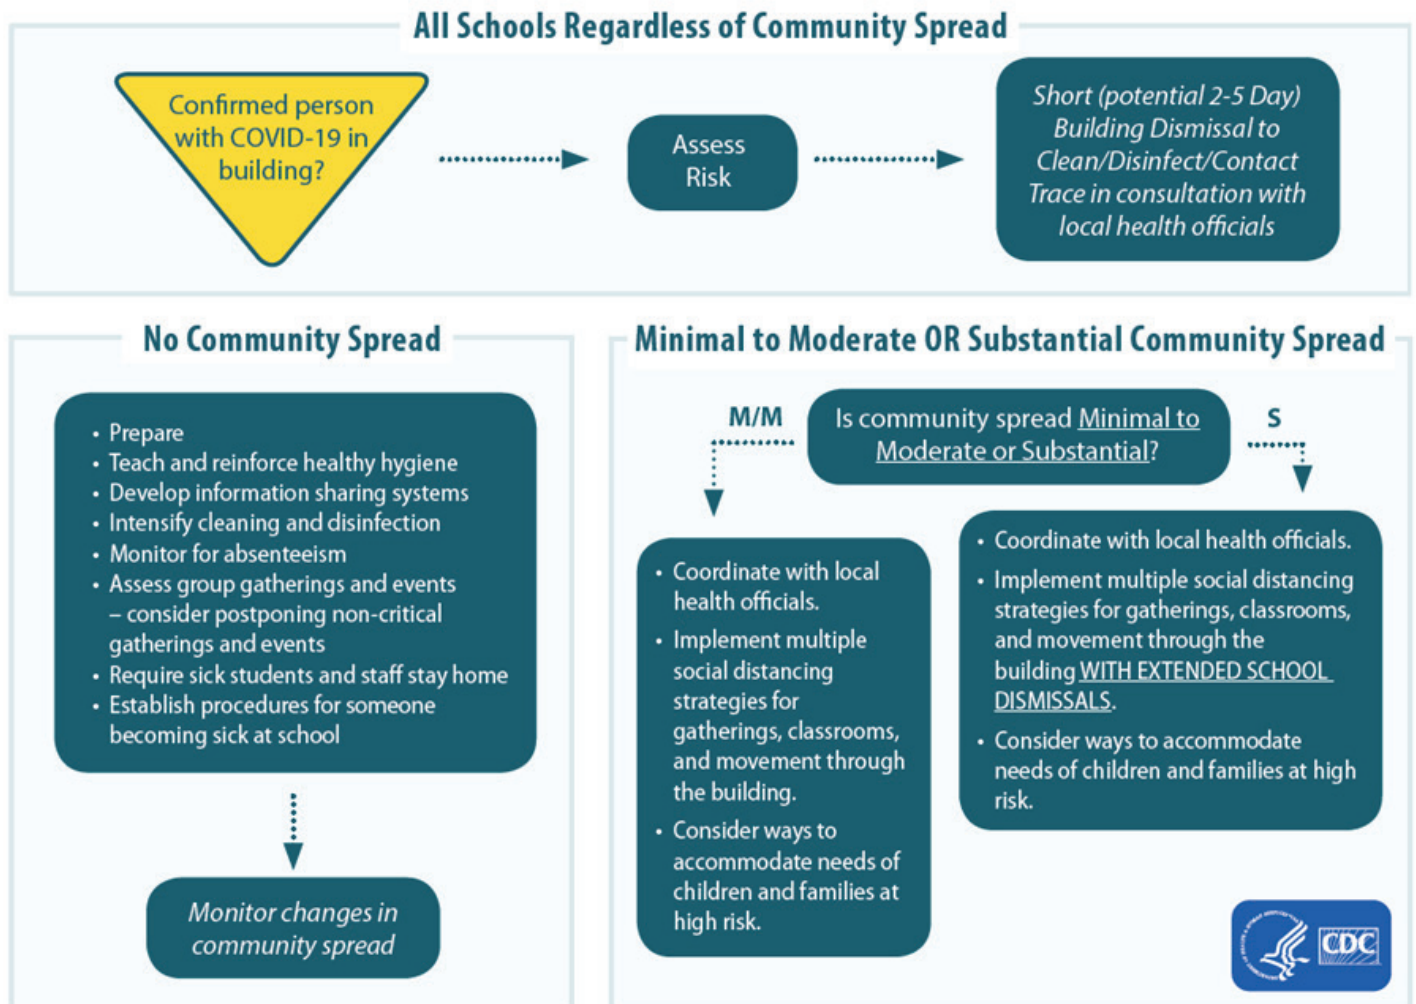 All Schools Regardless of Community Spread
Confirmed person
with COVID-19 in
building?
Assess
Risk
Short (potential 2-5 Day)
Building Dismissal to
Clean/Disinfect/Contact
Trace in consultation with
local health officials
No Community Spread
• Prepare
• Teach and reinforce healthy hygiene
• Develop information sharing systems
• Intensify cleaning and disinfection
• Monitor for absenteeism
• Assess group gatherings and events
– consider postponing non-critical
gatherings and events
• Require sick students and staff stay home
• Establish procedures for someone
becoming sick at school
Monitor changes in
community spread
Minimal to Moderate OR Substantial Community Spread
Is community spread Minimal to
Moderate or Substantial?
M/M
• Coordinate with local
health officials.
• Implement multiple
social distancing
strategies for
gatherings, classrooms,
and movement through
the building.
• Consider ways to
accommodate needs of
children and families at
high risk.
S
• Coordinate with local health officials.
• Implement multiple social distancing
strategies for gatherings, classrooms,
and movement through the
building WITH EXTENDED SCHOOL
DISMISSALS.
• Consider ways to accommodate
needs of children and families at high
risk.
CDC